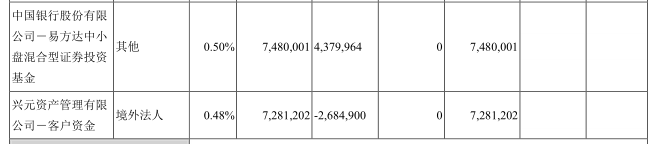 中国银行股份有限
公司－易方达中小
盘混合型证券投资
基金
其他
0.50%
7,480,001
4,379,964
0
7,480,001
兴元资产管理有限
公司－客户资金
境外法人
0.48%
7,281,202
-2,684,900
0
7,281,202